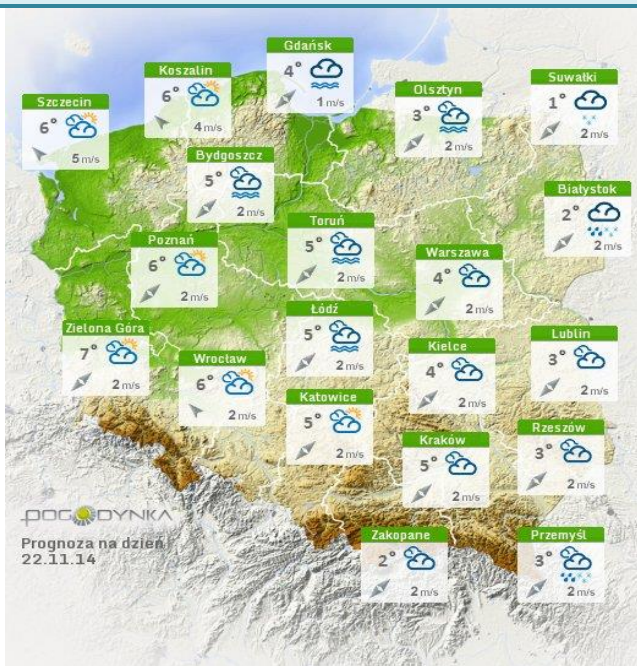 Gdańsk
4°
1 m/s
Koszalin
6°
4 m/s
Szczecin
6°
5 m/s
Olsztyn
3°
2 m/s
Suwałki
1°
2 m/s
Bydgoszcz
5°
2 m/s
Białystok
2°
2 m/s
Toruń
5°
2 m/s
Poznań
6°
2 m/s
Warszawa
4°
2 m/s
Łódź
5°
2 m/s
Zielona Góra
7°
2 m/s
Wrocław
6°
2 m/s
Kielce
4°
2 m/s
Lublin
3°
2 m/s
Katowice
5°
2 m/s
Kraków
5°
2 m/s
Rzeszów
3°
2 m/s
POGODYNKA
Prognoza na dzień
22.11.14
Zakopane
2°
2 m/s
Przemyśl
3°
2 m/s